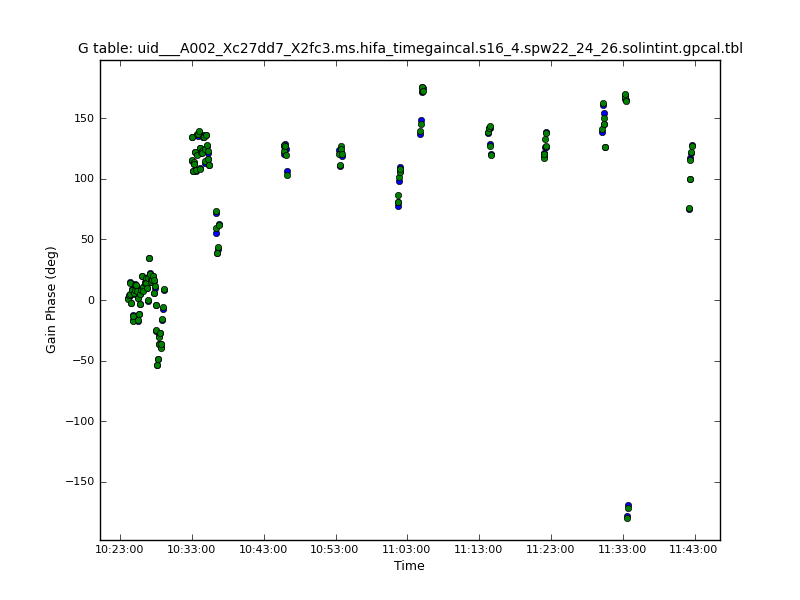 G table: uid___A002_Xc27dd7_X2fc3.ms.hifa_timegaincal.s16_4.spw22_24_26.solintint.gpcal.tbl
150
100
50
0
−50
−100
−150
Gain Phase (deg)
10:23:00 10:33:00 10:43:00 10:53:00 11:03:00 11:13:00 11:23:00 11:33:00 11:43:00
Time